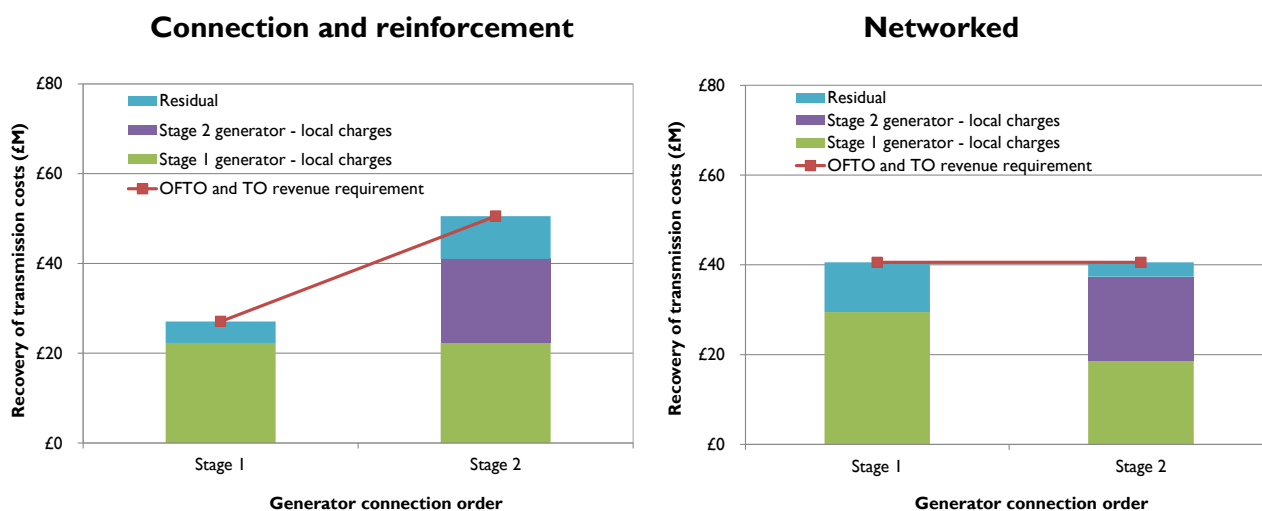 Connection and reinforcement
£80
£60
£40
£20
£0
Recovery of transmission costs (£M)
Residual
Stage 2 generator - local charges
Stage 1 generator - local charges
OFTO and TO revenue requirement
Stage 1
Stage 2
Generator connection order
Networked
£80
£60
£40
£20
£0
Recovery of transmission costs (£M)
Residual
Stage 2 generator - local charges
Stage 1 generator - local charges
OFTO and TO revenue requirement
Stage 1
Stage 2
Generator connection order